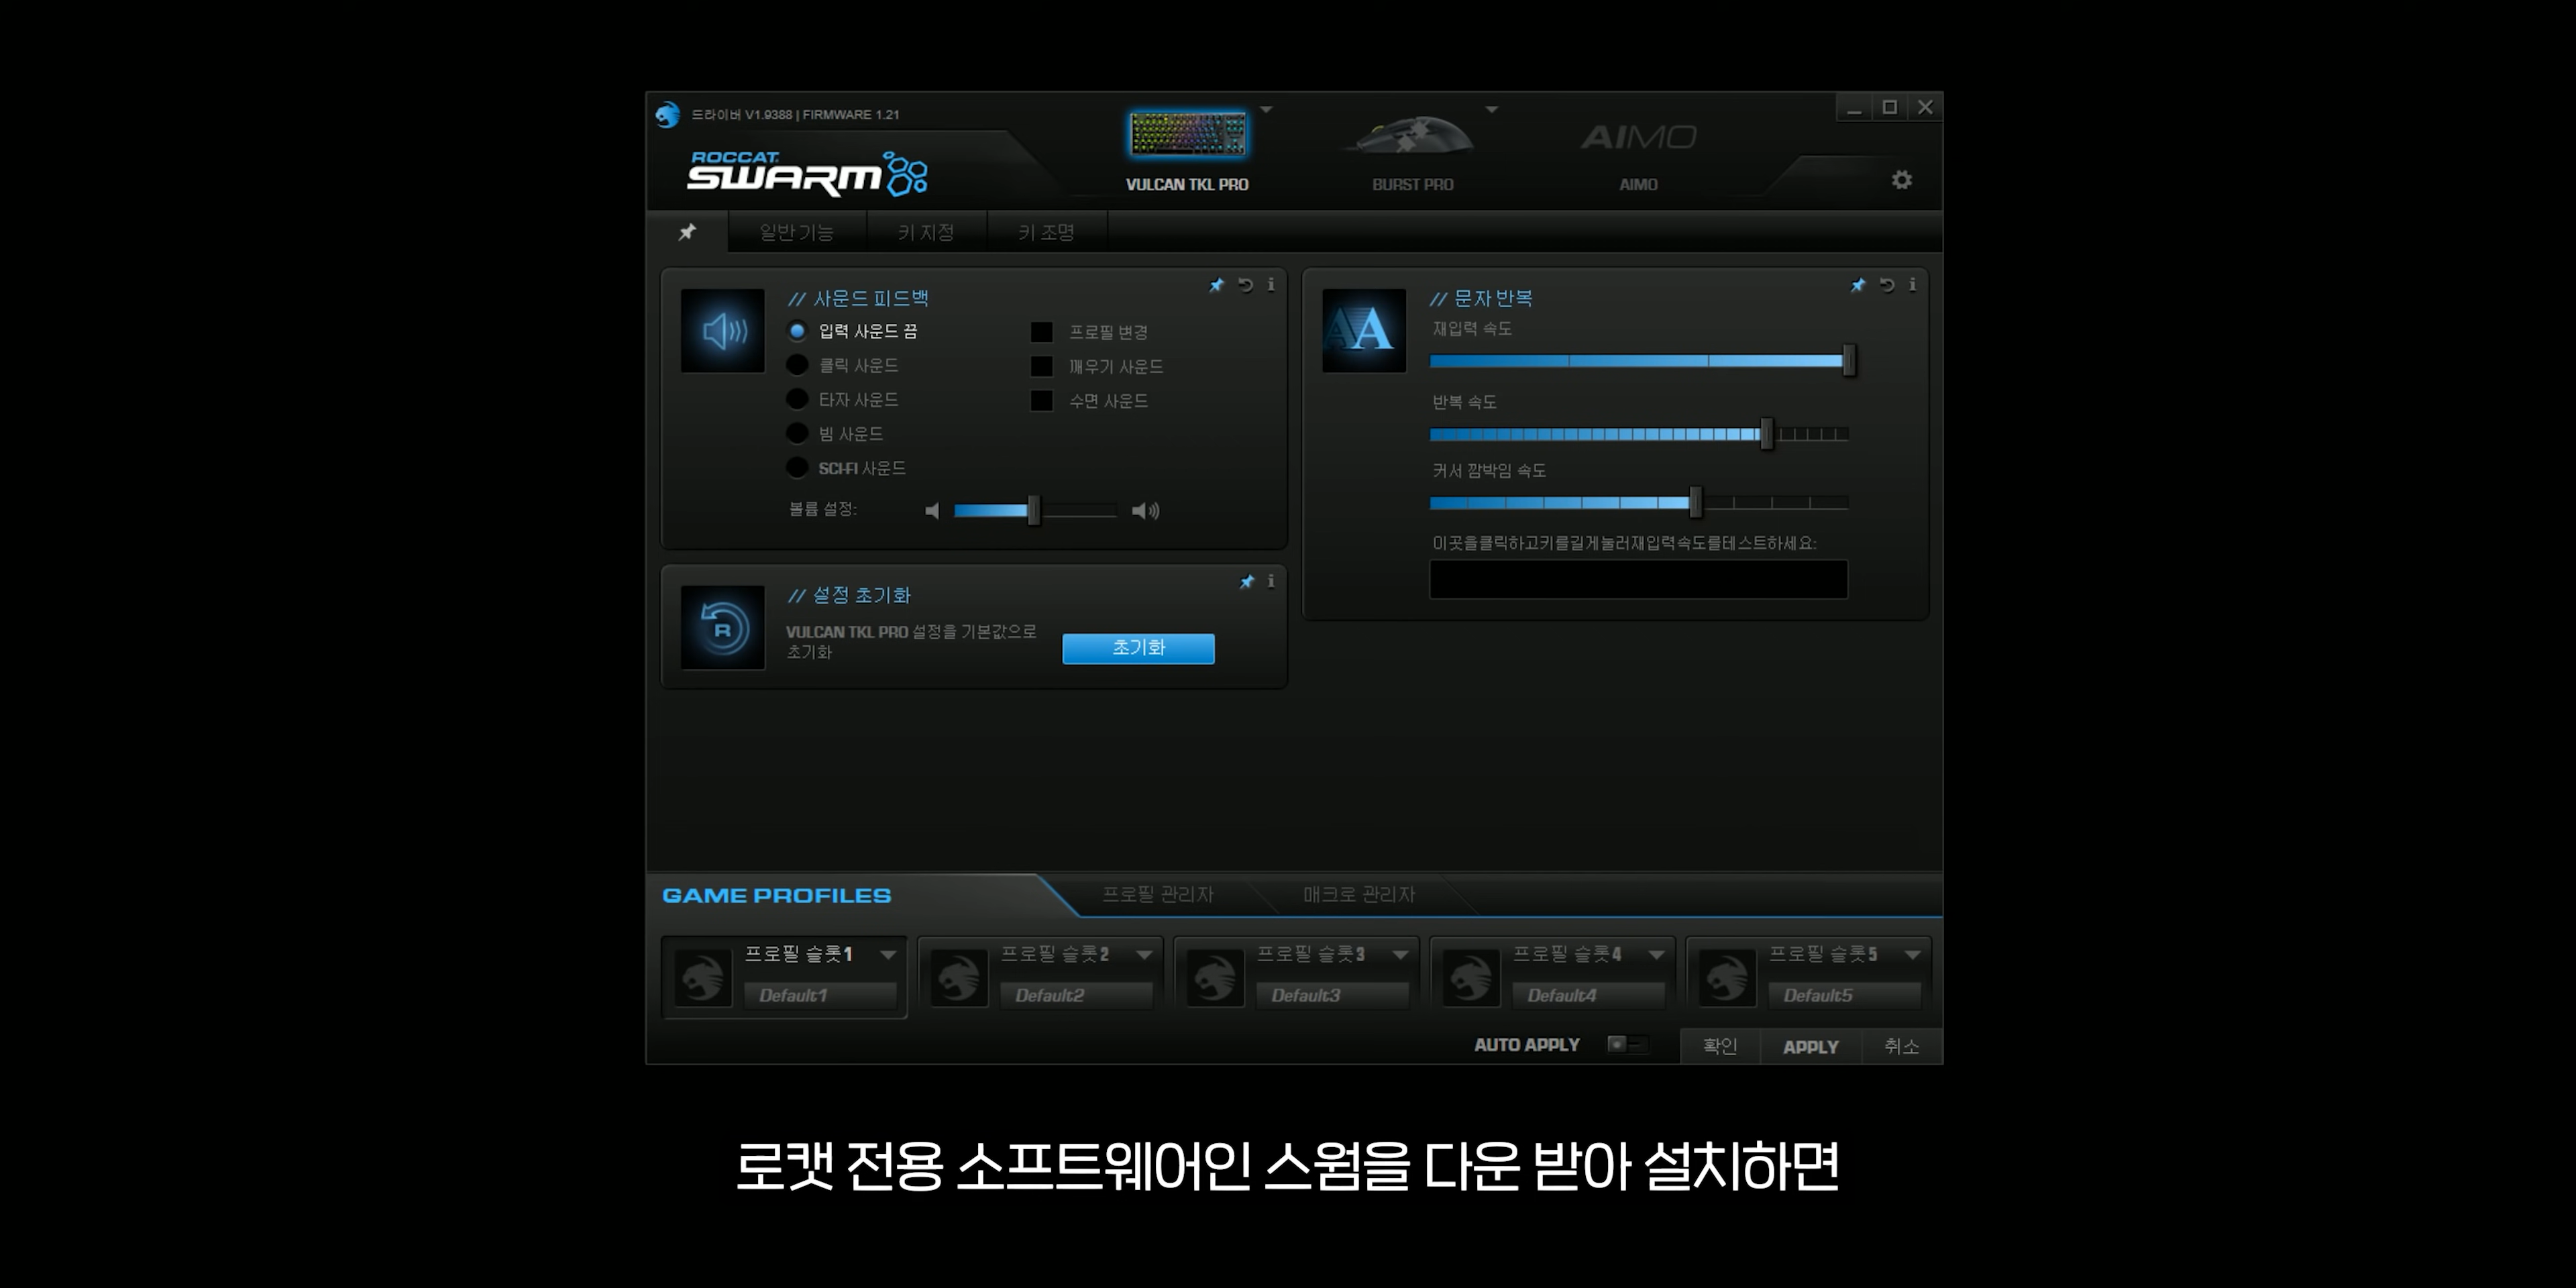 드라이버 V1.9388 | FIRMWARE 1.21
ROCCAT
SWARM
VULCAN TKL PRO
BURST PRO
AIMO
AIMO
일반 기능
키 지정
키 조명
// 사운드 피드백
입력 사운드 끔
클릭 사운드
타자 사운드
빔 사운드
SCI-FI 사운드
프로필 변경
깨우기 사운드
수면 사운드
볼륨 설정:
// 설정 초기화
R
VULCAN TKL PRO 설정을 기본값으로
초기화
초기화
// 문자 반복
AA
재입력 속도
반복 속도
커서 깜박임 속도
이곳을클릭하고키를길게눌러재입력속도를테스트하세요:
GAME PROFILES
프로필 관리자
매크로 관리자
프로필 슬롯1
Default1
프로필 슬롯2
Default2
프로필 슬롯3
Default3
프로필 슬롯4
Default4
프로필 슬롯5
Default5
AUTO APPLY
확인
APPLY
취소
로캣 전용 소프트웨어인 스웜을 다운 받아 설치하면